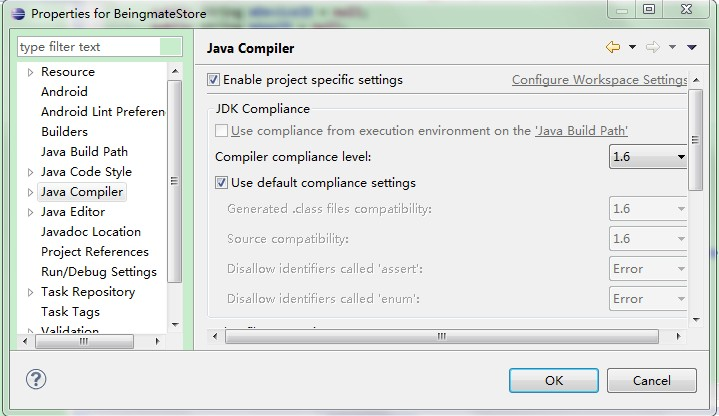 Properties for BeingmateStore
type filter text
Resource
Android
Android Lint Preferen
Builders
Java Build Path
Java Code Style
Java Compiler
Java Editor
Javadoc Location
Project References
Run/Debug Settings
Task Repository
Task Tags
Validation
Java Compiler
Enable project specific settings
Configure Workspace Settings
JDK Compliance
Use compliance from execution environment on the 'Java Build Path'
Compiler compliance level: 1.6
Use default compliance settings
Generated .class files compatibility: 1.6
Source compatibility: 1.6
Disallow identifiers called 'assert': Error
Disallow identifiers called 'enum': Error
OK
Cancel